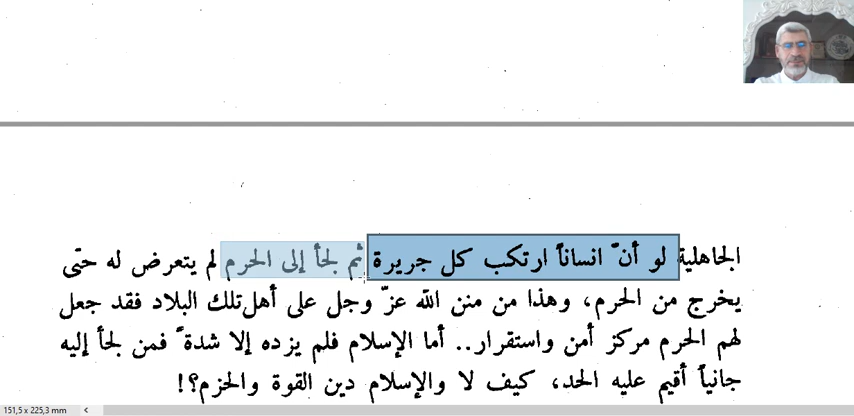 الجاهلية لو أنّ انساناً ارتكب كل جريرة ثم لجأ إلى الحرم لم يتعرض له حتى
يخرج من الحرم، وهذا من منن الله عزّ وجل على أهل تلك البلاد فقد جعل
لهم الحرم مركز أمن واستقرار.. أما الإسلام فلم يزده إلا شدةً فمن لجأ إليه
جانياً أقيم عليه الحد، كيف لا والإسلام دين القوة والحزم؟!
151,5 x 225,3 mm <